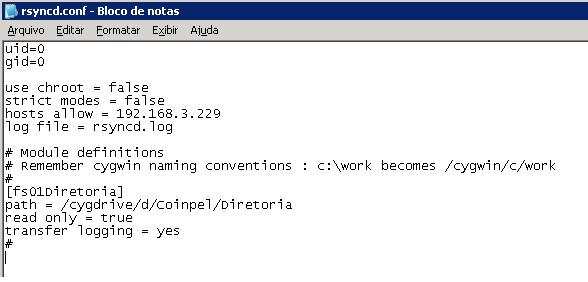 rsyncd.conf - Bloco de notas
Arquivo Editar Formatar Exibir Ajuda
uid=0
gid=0
use chroot = false
strict modes = false
hosts allow = 192.168.3.229
log file = rsyncd.log
# Module definitions
# Remember cygwin naming conventions : c:\work becomes /cygwin/c/work
#
[fs01Diretoria]
path = /cygdrive/d/Coinpel/Diretoria
read only = true
transfer logging = yes
#